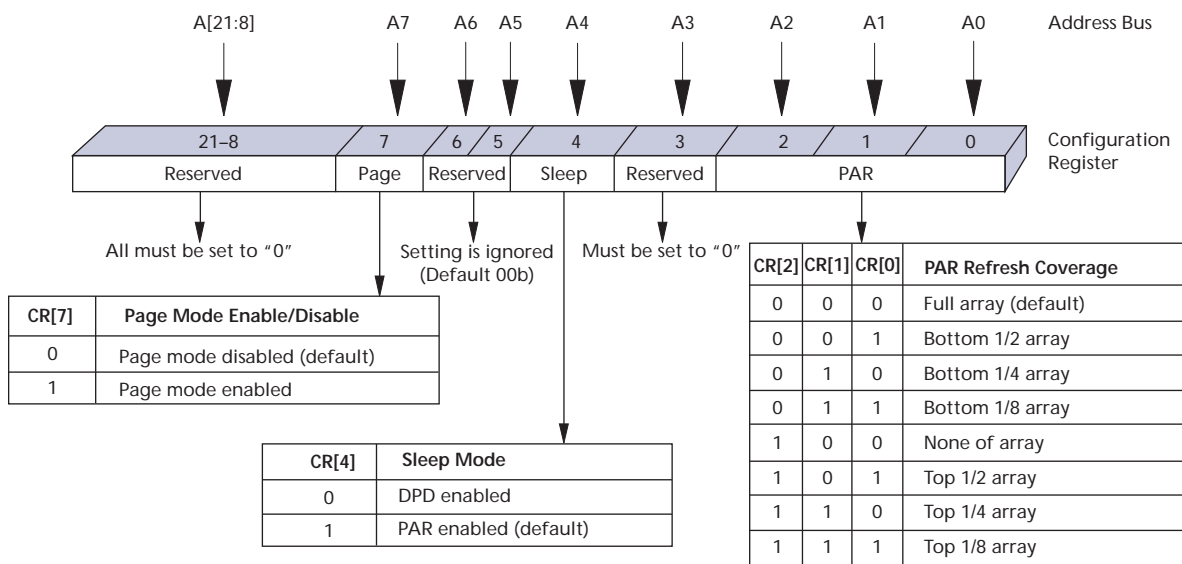 A[21:8] A7 A6 A5 A4 A3 A2 A1 A0 Address Bus
21–8 7 6 5 4 3 2 1 0 Configuration
Register
Reserved Page Reserved Sleep Reserved PAR
All must be set to "0"
Setting is ignored
(Default 00b)
Must be set to "0"
CR[7] Page Mode Enable/Disable
0 Page mode disabled (default)
1 Page mode enabled
CR[4] Sleep Mode
0 DPD enabled
1 PAR enabled (default)
CR[2] CR[1] CR[0] PAR Refresh Coverage
0 0 0 Full array (default)
0 0 1 Bottom 1/2 array
0 1 0 Bottom 1/4 array
0 1 1 Bottom 1/8 array
1 0 0 None of array
1 0 1 Top 1/2 array
1 1 0 Top 1/4 array
1 1 1 Top 1/8 array